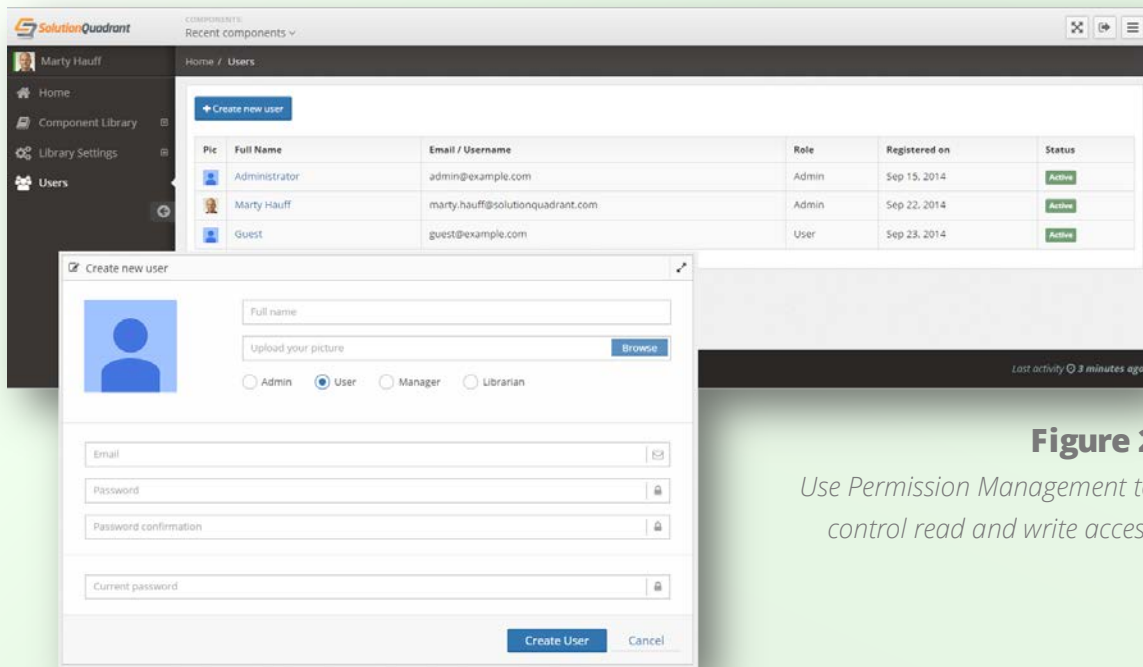 SolutionQuadrant
COMPONENTS:
Recent components
Marty Hauff
Home / Users
Home
Component Library
Library Settings
Users
Create new user
Pic Full Name Email / Username Role Registered on Status
Administrator admin@example.com Admin Sep 15, 2014 Active
Marty Hauff marty.hauff@solutionquadrant.com Admin Sep 22, 2014 Active
Guest guest@example.com User Sep 23, 2014 Active
Create new user
Full name
Upload your picture Browse
Admin User Manager Librarian
Email
Password
Password confirmation
Current password
Create User Cancel
Last activity 3 minutes ago
Figure 2
Use Permission Management to
control read and write acces